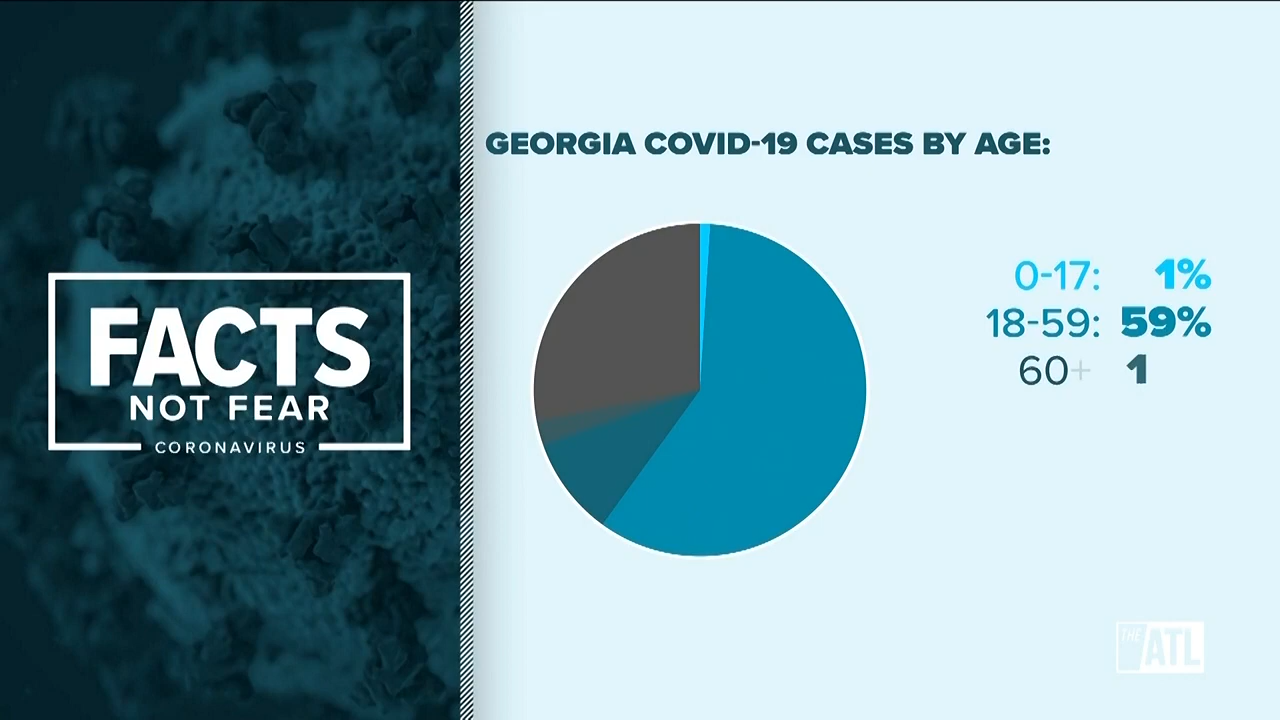 GEORGIA COVID-19 CASES BY AGE:
0-17: 1%
18-59: 59%
60+ 1
FACTS
NOT FEAR
CORONAVIRUS
THE ATL